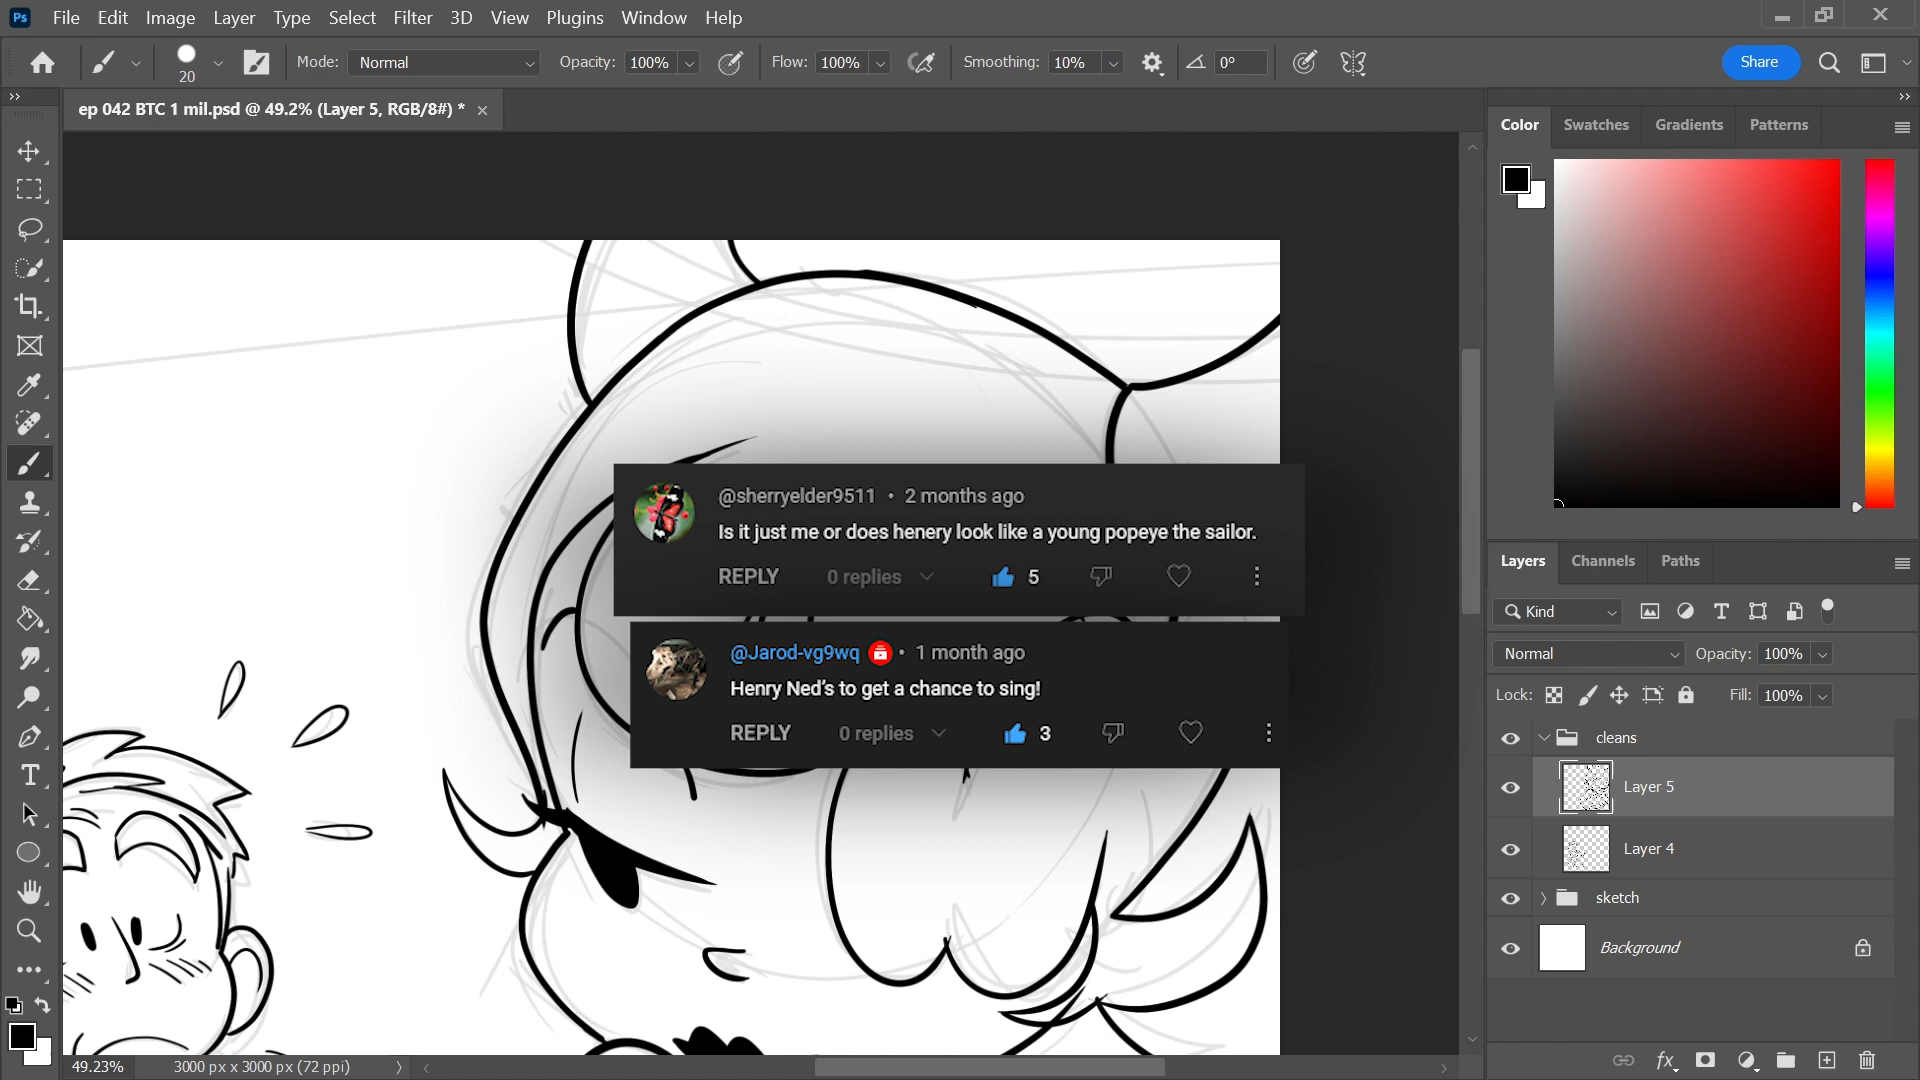 Ps File Edit Image Layer Type Select Filter 3D View Plugins Window Help
20 Mode: Normal Opacity: 100% Flow: 100% Smoothing: 10% 0° Share
ep 042 BTC 1 mil.psd @ 49.2% (Layer 5, RGB/8#) *
Color Swatches Gradients Patterns
@sherryelder9511 • 2 months ago
Is it just me or does henery look like a young popeye the sailor.
REPLY 0 replies 5
@Jarod-vg9wq • 1 month ago
Henry Ned’s to get a chance to sing!
REPLY 0 replies 3
Layers Channels Paths
Kind
Normal Opacity: 100%
Lock: Fill: 100%
cleans
Layer 5
Layer 4
sketch
Background
49.23% 3000 px x 3000 px (72 ppi)
fx